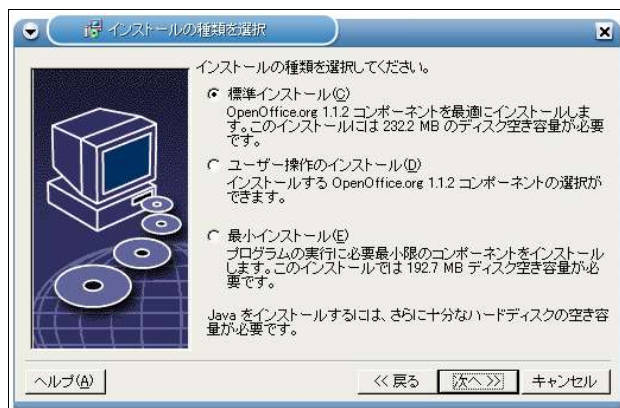 インストールの種類を選択
インストールの種類を選択してください。
標準インストール(C)
OpenOffice.org 1.1.2 コンポーネントを最適にインストールしま
す。このインストールには 232.2 MB のディスク空き容量が必要
です。
ユーザー操作のインストール(D)
インストールする OpenOffice.org 1.1.2 コンポーネントの選択が
できます。
最小インストール(E)
プログラムの実行に必要最小限のコンポーネントをインストール
します。このインストールでは 192.7 MB ディスク空き容量が必
要です。
Java をインストールするには、さらに十分なハードディスクの空き容
量が必要です。
ヘルプ(A)
<< 戻る
次へ >>
キャンセル